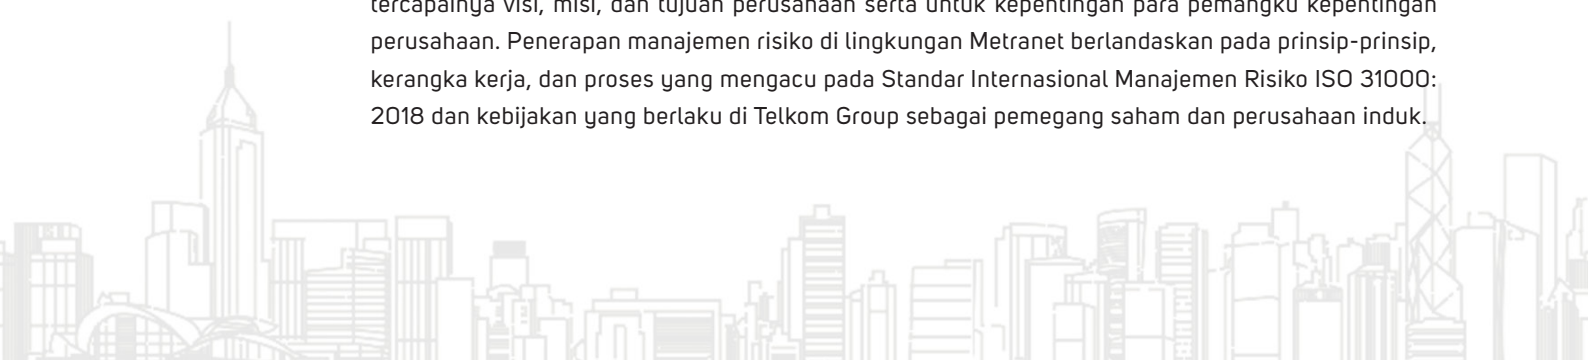 tercapainya visi, misi, dan tujuan perusahaan serta untuk kepentingan para pemangku kepentingan
perusahaan. Penerapan manajemen risiko di lingkungan Metranet berlandaskan pada prinsip-prinsip,
kerangka kerja, dan proses yang mengacu pada Standar Internasional Manajemen Risiko ISO 31000:
2018 dan kebijakan yang berlaku di Telkom Group sebagai pemegang saham dan perusahaan induk.